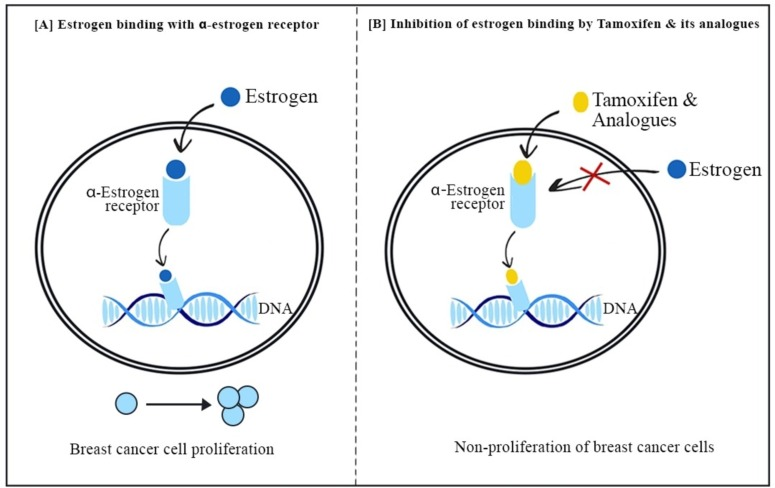 [A] Estrogen binding with α-estrogen receptor
Estrogen
α-Estrogen
receptor
DNA
Breast cancer cell proliferation
[B] Inhibition of estrogen binding by Tamoxifen & its analogues
Tamoxifen &
Analogues
Estrogen
α-Estrogen
receptor
DNA
Non-proliferation of breast cancer cells